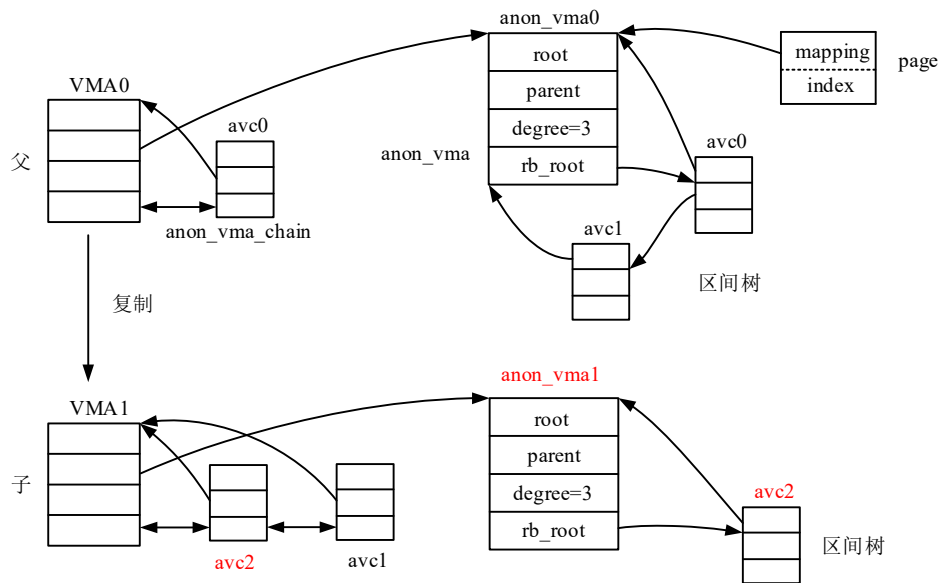 anon_vma0
root
parent
degree=3
rb_root
mapping
index
page
VMA0
父
avc0
anon_vma_chain
anon_vma
avc0
avc1
区间树
复制
VMA1
子
avc2
avc1
anon_vma1
root
parent
degree=3
rb_root
avc2
区间树